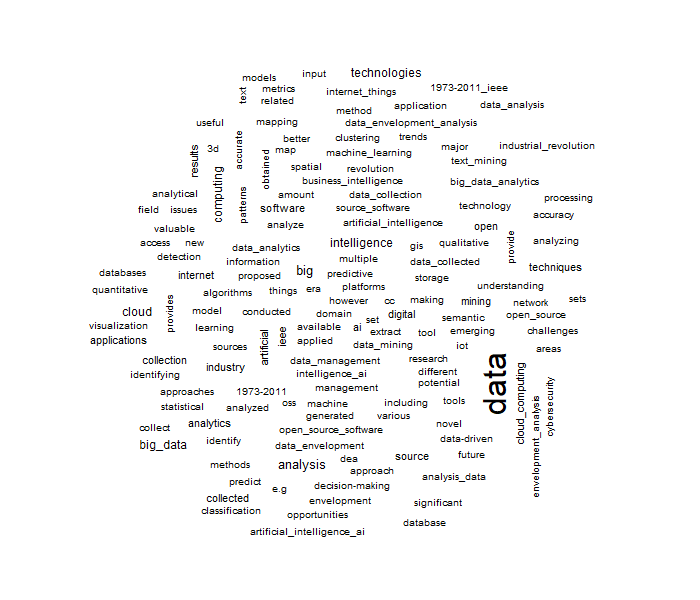 models input technologies
text metrics internet_things 1973-2011_ieee
related method application data_analysis
useful mapping data_envelopment_analysis
accurate better clustering trends major industrial_revolution
results 3d obtained map machine_learning text_mining
computing spatial revolution
patterns business_intelligence big_data_analytics
analytical amount data_collection processing
field issues software source_software technology accuracy
valuable analyze artificial_intelligence open
access new data_analytics intelligence gis qualitative provide analyzing
detection information multiple data_collected techniques
databases internet proposed big predictive storage
quantitative algorithms things era platforms understanding
provides however cc making mining network sets
cloud model conducted domain set digital semantic open_source
visualization learning artificial ieee available ai extract tool emerging challenges
applications sources applied data_mining iot areas
collection industry data_management research data
identifying intelligence_ai different cloud_computing
approaches 1973-2011 management potential cybersecurity
statistical analyzed oss machine including tools envelopment_analysis
collect analytics generated various novel
big_data identify open_source_software data-driven
data_envelopment source future
methods analysis dea approach analysis_data
predict e.g decision-making
collected envelopment significant
classification opportunities database
artificial_intelligence_ai